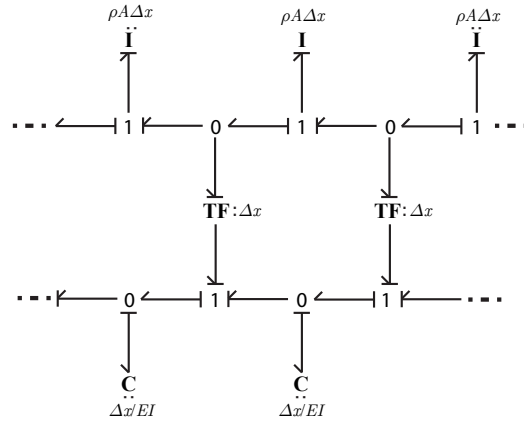 ρAΔx ρAΔx ρAΔx
I I I
1 0 1 0 1
TF:Δx TF:Δx
0 1 0 1
C C
Δx/EI Δx/EI